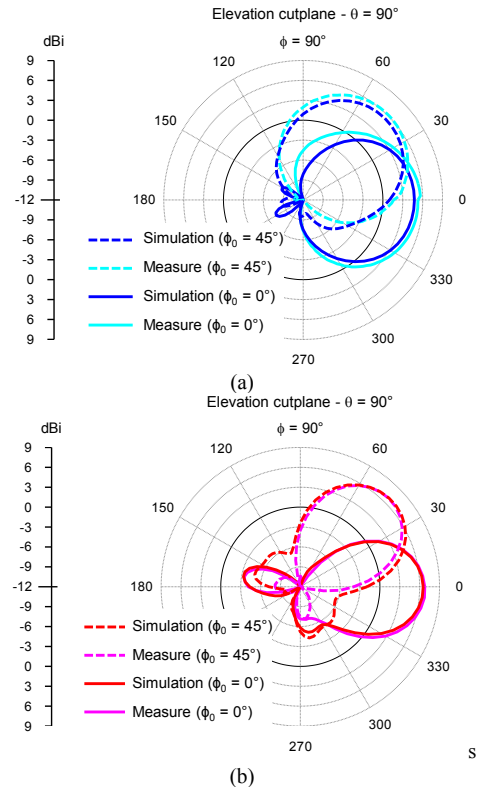 Elevation cutplane - θ = 90°
dBi
ϕ = 90°
120
60
9
6
3
0
-3
-6
-9
-12
-9
-6
-3
0
3
6
9
150
30
180
0
Simulation (ϕ₀ = 45°)
Measure (ϕ₀ = 45°)
Simulation (ϕ₀ = 0°)
Measure (ϕ₀ = 0°)
330
300
270
(a)
Elevation cutplane - θ = 90°
dBi
ϕ = 90°
120
60
9
6
3
0
-3
-6
-9
-12
-9
-6
-3
0
3
6
9
150
30
180
0
Simulation (ϕ₀ = 45°)
Measure (ϕ₀ = 45°)
Simulation (ϕ₀ = 0°)
Measure (ϕ₀ = 0°)
330
300
270
s
(b)